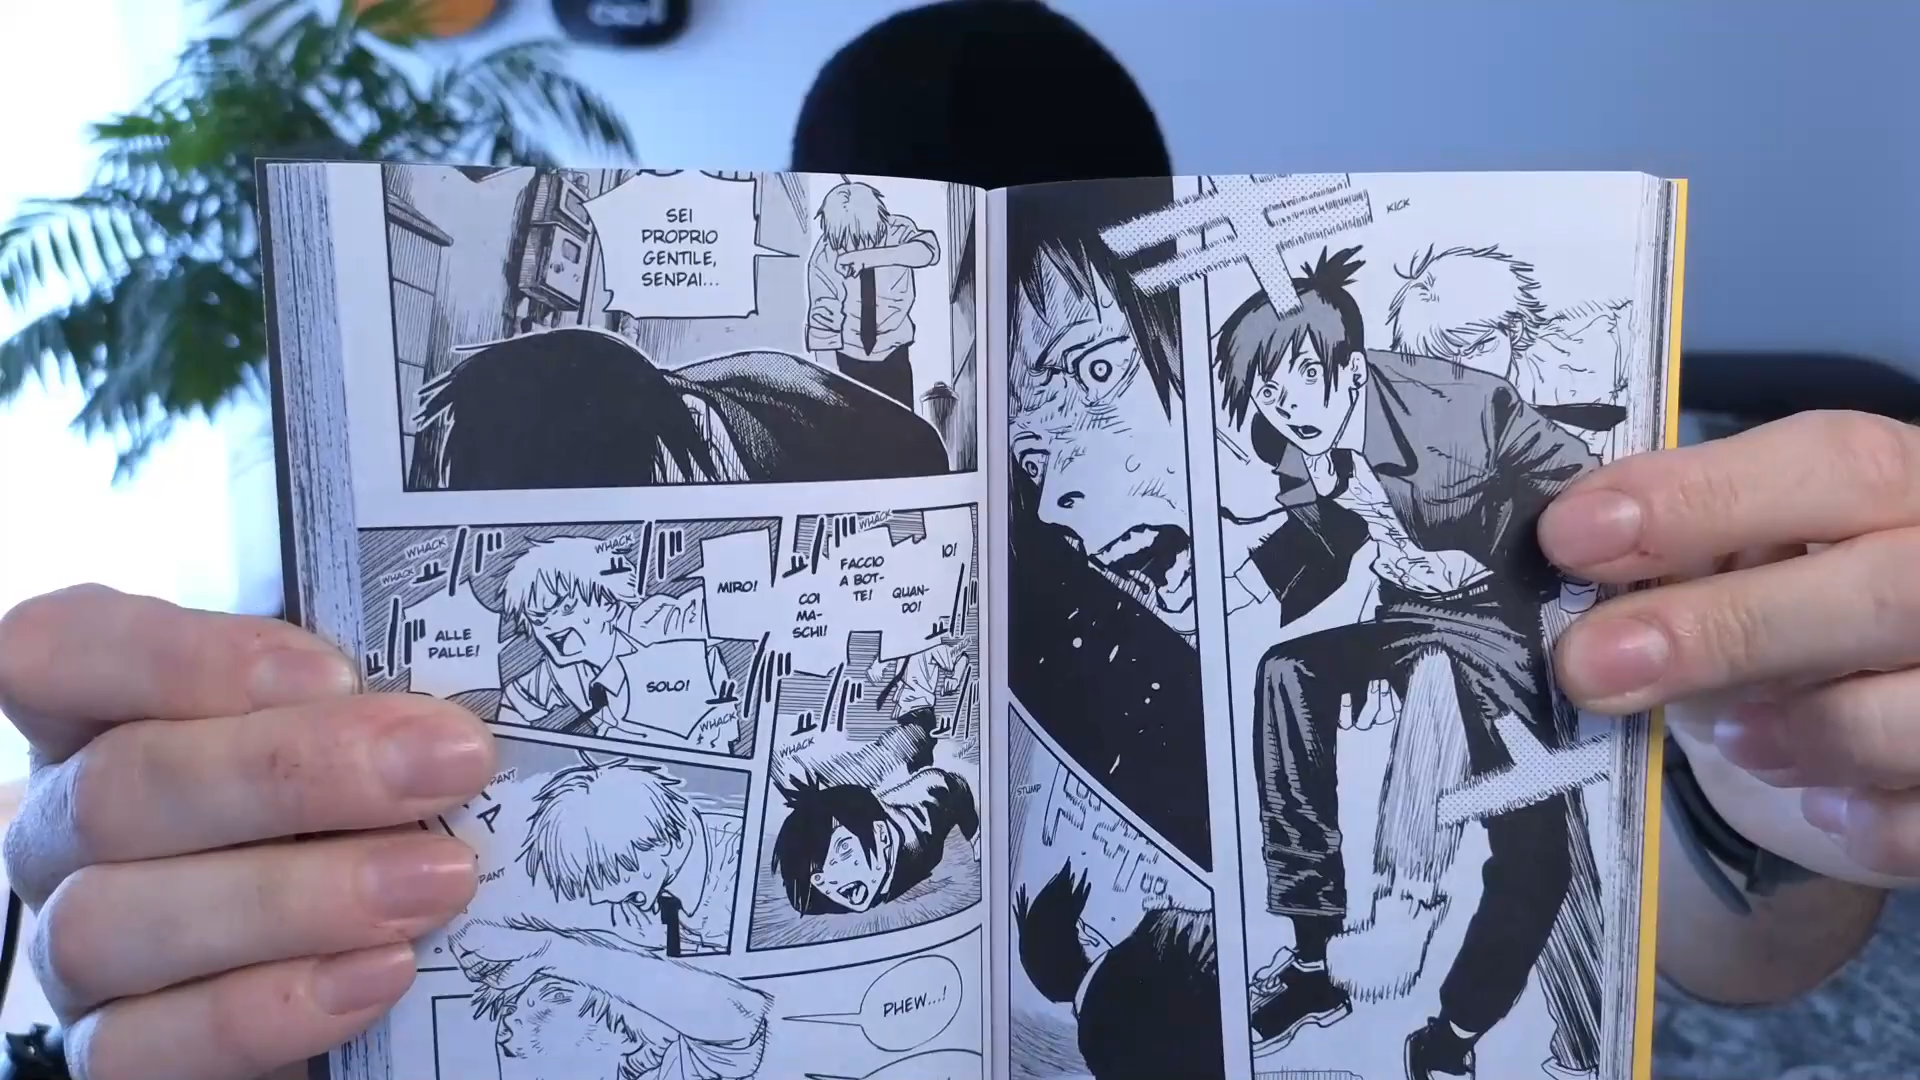 KICK
STUMP
SEI
PROPRIO
GENTILE,
SENPAI...
WHACK
IO!
QUAN-
DO!
FACCIO
A BOT-
TE!
COI
MA-
SCHI!
WHACK
MIRO!
WHACK
SOLO!
WHACK
WHACK
WHACK
ALLE
PALLE!
PANT
PANT
PHEW...!